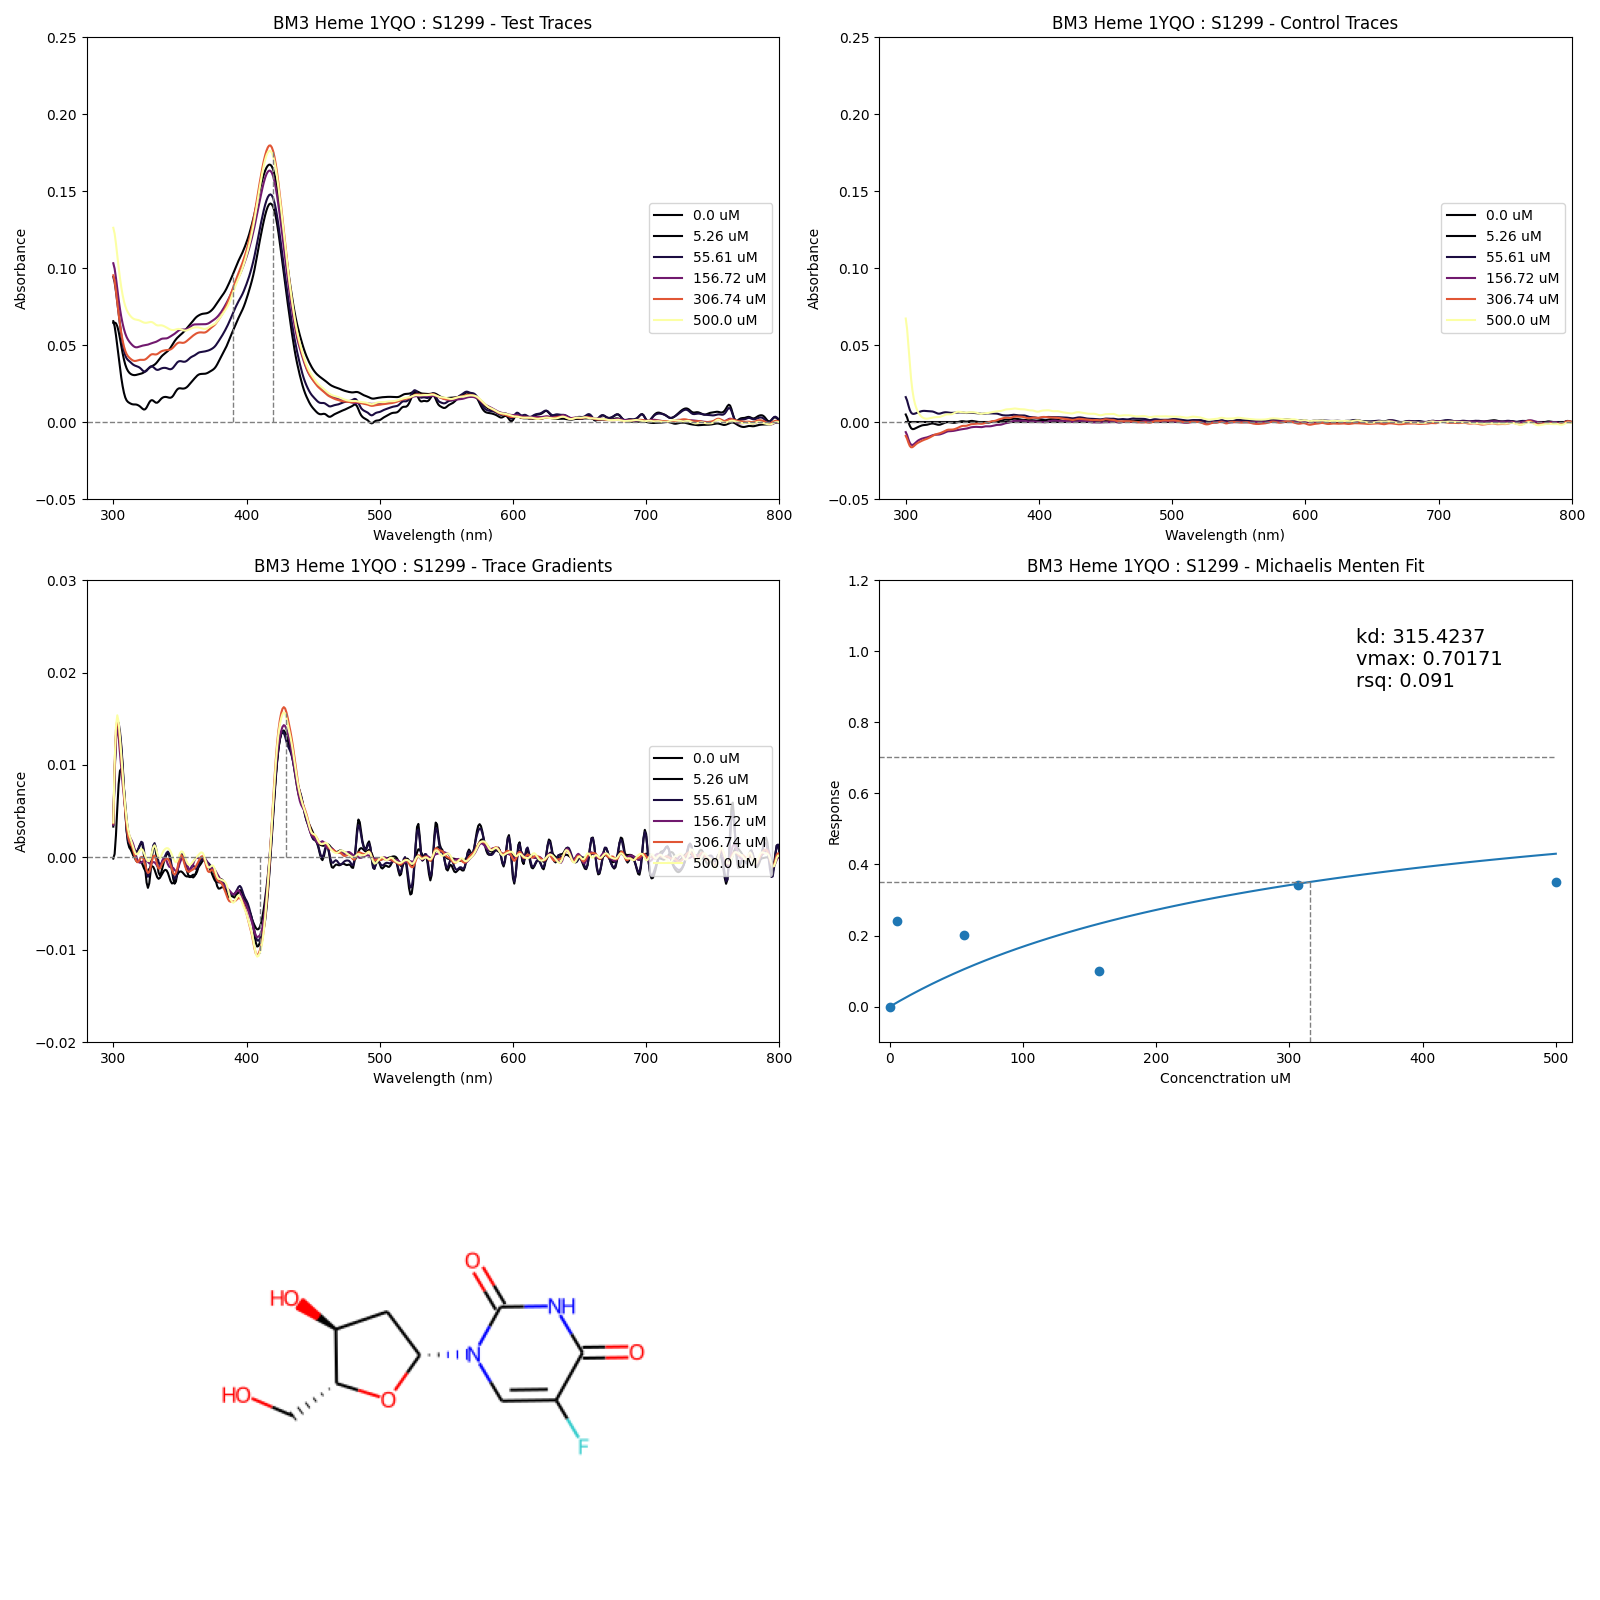 BM3 Heme 1YQO : S1299 - Test Traces
0.25
0.20
0.15
0.10
0.05
0.00
−0.05
Absorbance
300 400 500 600 700 800
Wavelength (nm)
0.0 uM
5.26 uM
55.61 uM
156.72 uM
306.74 uM
500.0 uM
BM3 Heme 1YQO : S1299 - Control Traces
0.25
0.20
0.15
0.10
0.05
0.00
−0.05
Absorbance
300 400 500 600 700 800
Wavelength (nm)
0.0 uM
5.26 uM
55.61 uM
156.72 uM
306.74 uM
500.0 uM
BM3 Heme 1YQO : S1299 - Trace Gradients
0.03
0.02
0.01
0.00
−0.01
−0.02
Absorbance
300 400 500 600 700 800
Wavelength (nm)
0.0 uM
5.26 uM
55.61 uM
156.72 uM
306.74 uM
500.0 uM
BM3 Heme 1YQO : S1299 - Michaelis Menten Fit
1.2
1.0
0.8
0.6
0.4
0.2
0.0
Response
kd: 315.4237
vmax: 0.70171
rsq: 0.091
0 100 200 300 400 500
Concenctration uM
O
HO
NH
N
O
HO
O
F